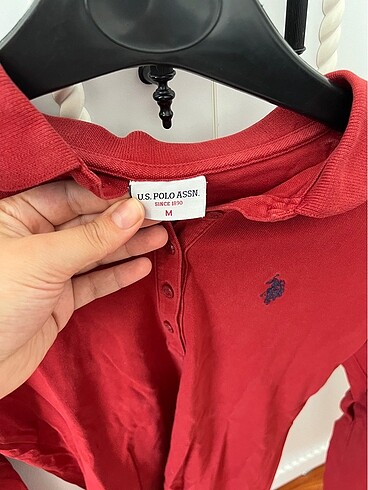 U.S. POLO ASSN.
SINCE 1890
M